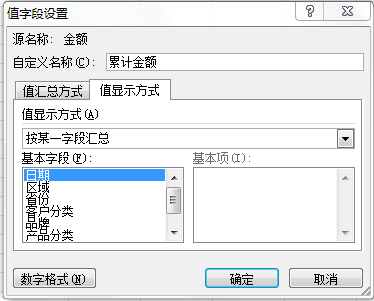 值字段设置
源名称: 金额
自定义名称(C): 累计金额
值汇总方式 值显示方式
值显示方式(A)
按某一字段汇总
基本字段(F): 基本项(I):
日期
区域
省份
客户分类
品牌
产品分类
数字格式(N) 确定 取消